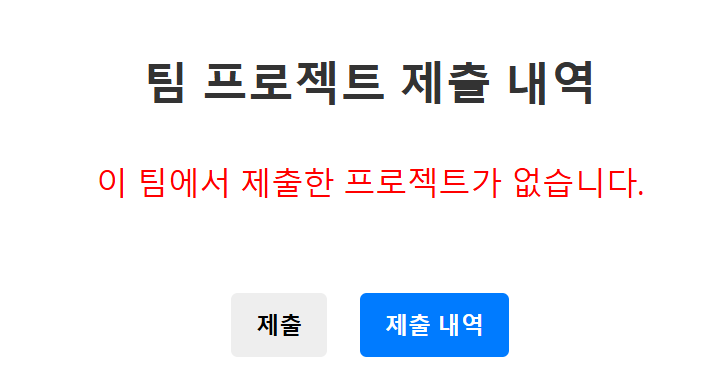 팀 프로젝트 제출 내역
이 팀에서 제출한 프로젝트가 없습니다.
제출 제출 내역